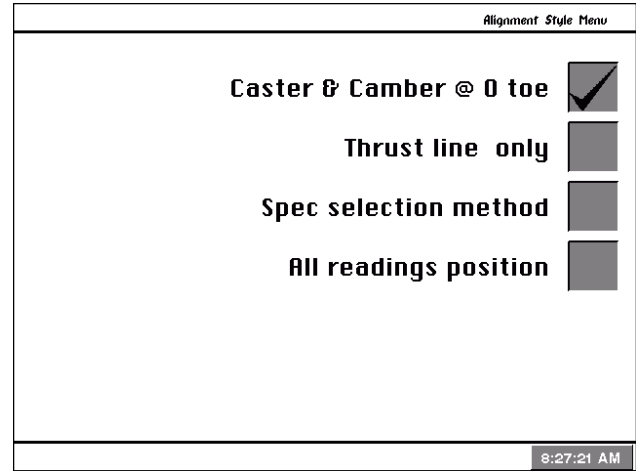 Alignment Style Menu
Caster & Camber @ 0 toe
Thrust line only
Spec selection method
All readings position
8:27:21 AM